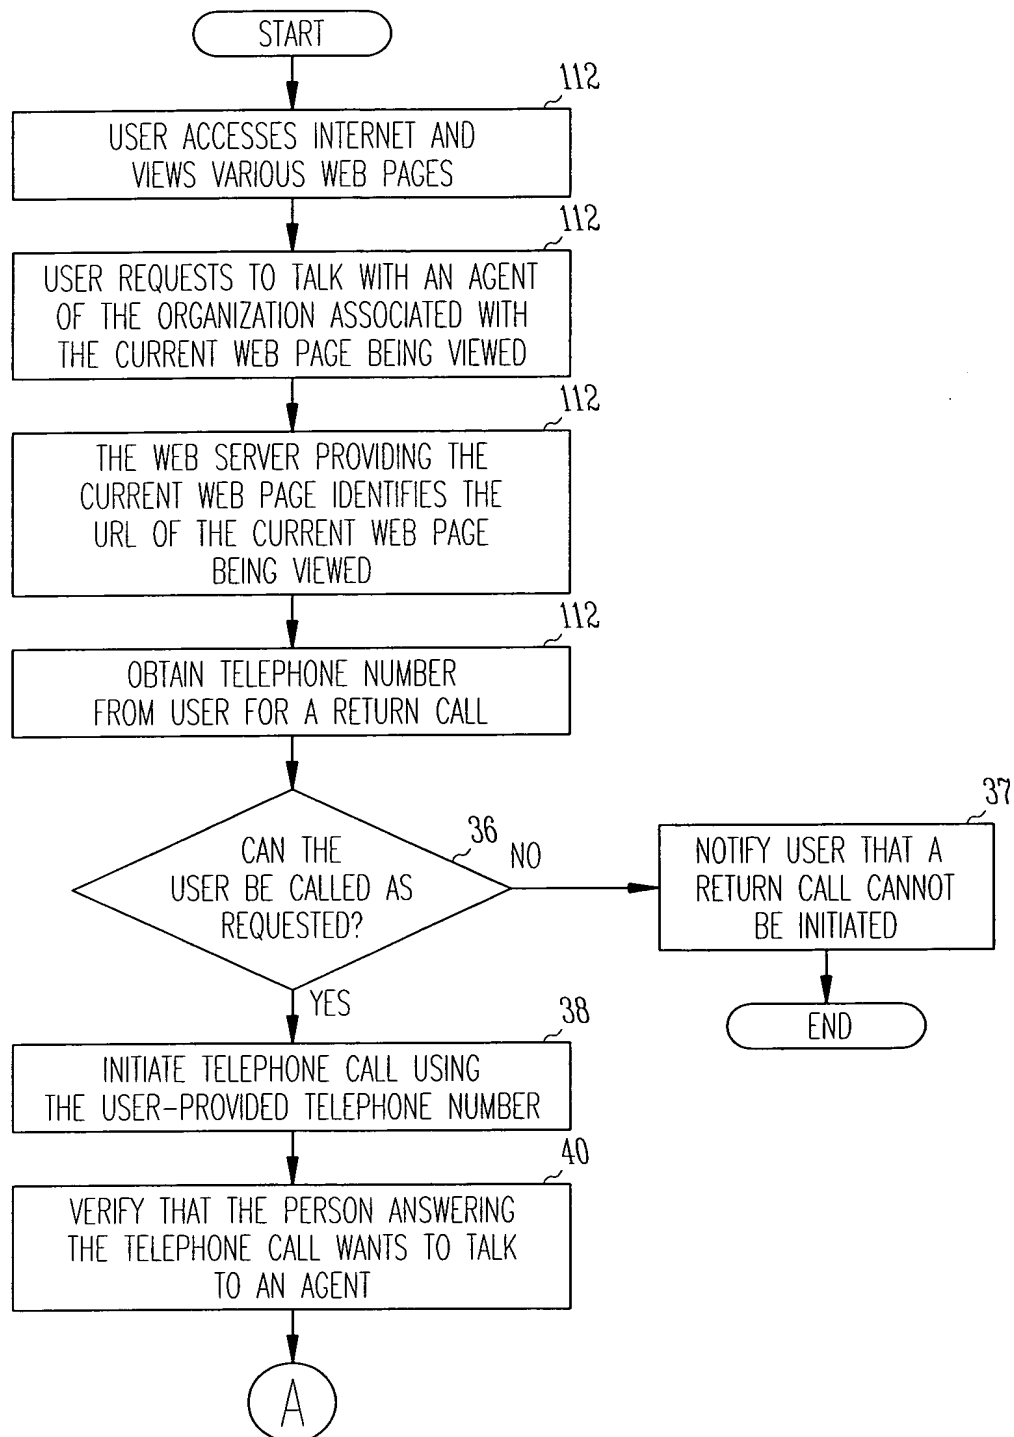 START
112
USER ACCESSES INTERNET AND
VIEWS VARIOUS WEB PAGES
112
USER REQUESTS TO TALK WITH AN AGENT
OF THE ORGANIZATION ASSOCIATED WITH
THE CURRENT WEB PAGE BEING VIEWED
112
THE WEB SERVER PROVIDING THE
CURRENT WEB PAGE IDENTIFIES THE
URL OF THE CURRENT WEB PAGE
BEING VIEWED
112
OBTAIN TELEPHONE NUMBER
FROM USER FOR A RETURN CALL
36
CAN THE
USER BE CALLED AS
REQUESTED?
NO
37
NOTIFY USER THAT A
RETURN CALL CANNOT
BE INITIATED
END
YES
38
INITIATE TELEPHONE CALL USING
THE USER-PROVIDED TELEPHONE NUMBER
40
VERIFY THAT THE PERSON ANSWERING
THE TELEPHONE CALL WANTS TO TALK
TO AN AGENT
A